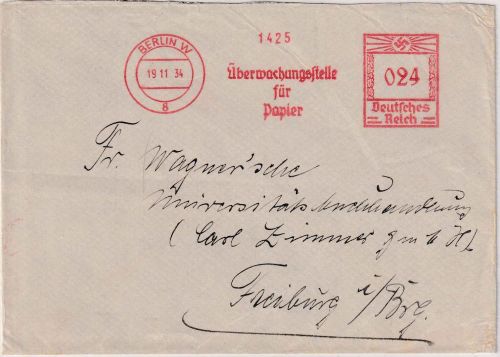 1425
BERLIN W
19 11 34
8
Überwachungsstelle
für
Papier
024
Deutsches
Reich
Fr. Wagner'sche
Universitätsbuchhandlung
(Carl Zimmer G m b H)
Freiburg i/Brg.